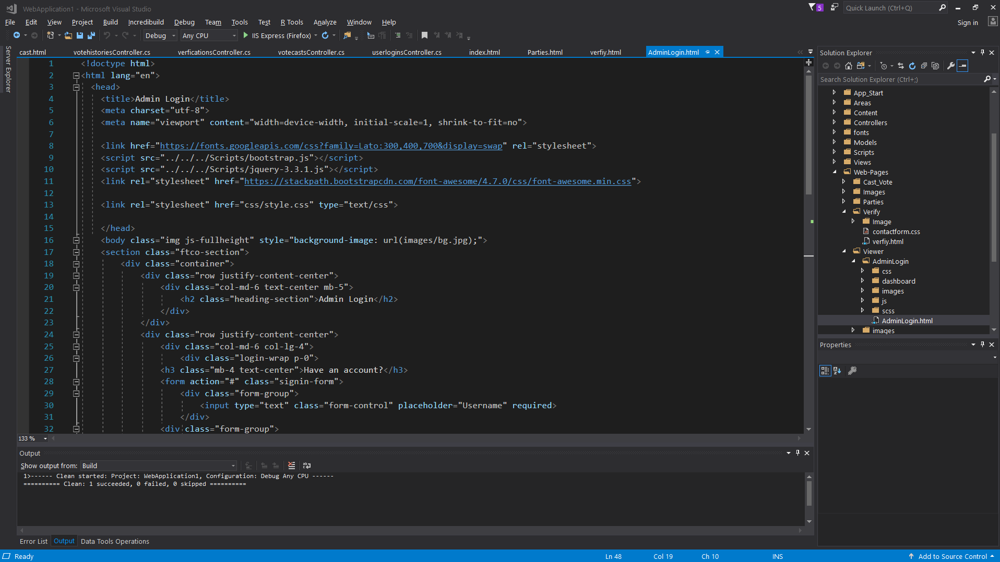 WebApplication1 - Microsoft Visual Studio
5
Quick Launch (Ctrl+Q)
File Edit View Project Build Incredibuild Debug Team Tools Test R Tools Analyze Window Help
Sign in
Debug Any CPU IIS Express (Firefox)
Server Explorer
cast.html votehistoriesController.cs verficationsController.cs votecastsController.cs userloginsController.cs index.html Parties.html verfiy.html AdminLogin.html
1 <!doctype html>
2 <html lang="en">
3 <head>
4 <title>Admin Login</title>
5 <meta charset="utf-8">
6 <meta name="viewport" content="width=device-width, initial-scale=1, shrink-to-fit=no">
7
8 <link href="https://fonts.googleapis.com/css?family=Lato:300,400,700&display=swap" rel="stylesheet">
9 <script src="../../../Scripts/bootstrap.js"></script>
10 <script src="../../../Scripts/jquery-3.3.1.js"></script>
11 <link rel="stylesheet" href="https://stackpath.bootstrapcdn.com/font-awesome/4.7.0/css/font-awesome.min.css">
12
13 <link rel="stylesheet" href="css/style.css" type="text/css">
14
15 </head>
16 <body class="img js-fullheight" style="background-image: url(images/bg.jpg);">
17 <section class="ftco-section">
18 <div class="container">
19 <div class="row justify-content-center">
20 <div class="col-md-6 text-center mb-5">
21 <h2 class="heading-section">Admin Login</h2>
22 </div>
23 </div>
24 <div class="row justify-content-center">
25 <div class="col-md-6 col-lg-4">
26 <div class="login-wrap p-0">
27 <h3 class="mb-4 text-center">Have an account?</h3>
28 <form action="#" class="signin-form">
29 <div class="form-group">
30 <input type="text" class="form-control" placeholder="Username" required>
31 </div>
32 <div class="form-group">
133 %
Output
Show output from: Build
1>------ Clean started: Project: WebApplication1, Configuration: Debug Any CPU ------
========== Clean: 1 succeeded, 0 failed, 0 skipped ==========
Error List Output Data Tools Operations
Solution Explorer
Search Solution Explorer (Ctrl+;)
App_Start
Areas
Content
Controllers
fonts
Models
Scripts
Views
Web-Pages
Cast_Vote
Images
Parties
Verify
Image
contactform.css
verfiy.html
Viewer
AdminLogin
css
dashboard
images
js
scss
AdminLogin.html
images
Properties
Ready Ln 48 Col 19 Ch 10 INS Add to Source Control